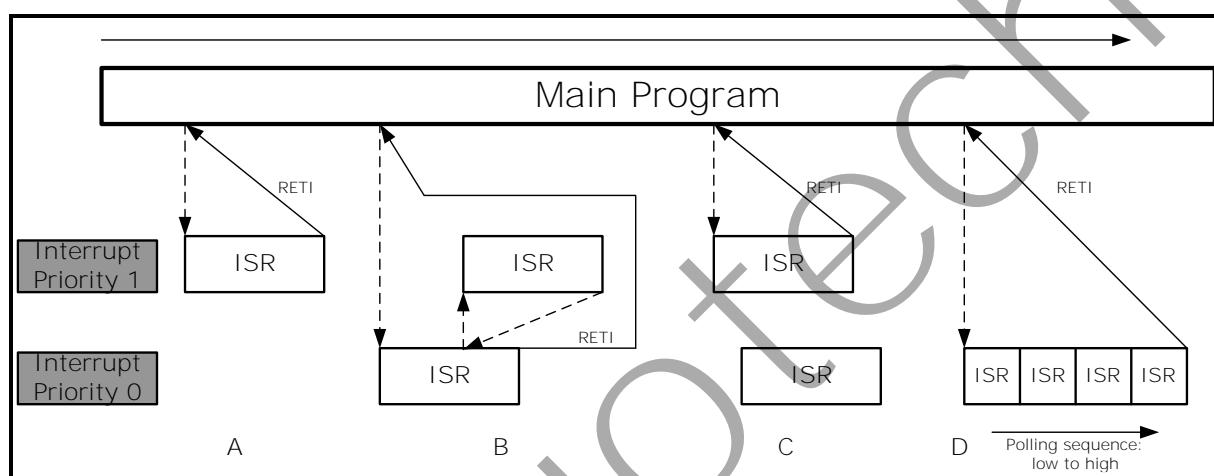 Main Program
RETI
RETI
RETI
Interrupt
Priority 1
ISR
ISR
ISR
RETI
Interrupt
Priority 0
ISR
ISR
ISR
ISR
ISR
ISR
A
B
C
D
Polling sequence:
low to high
otech